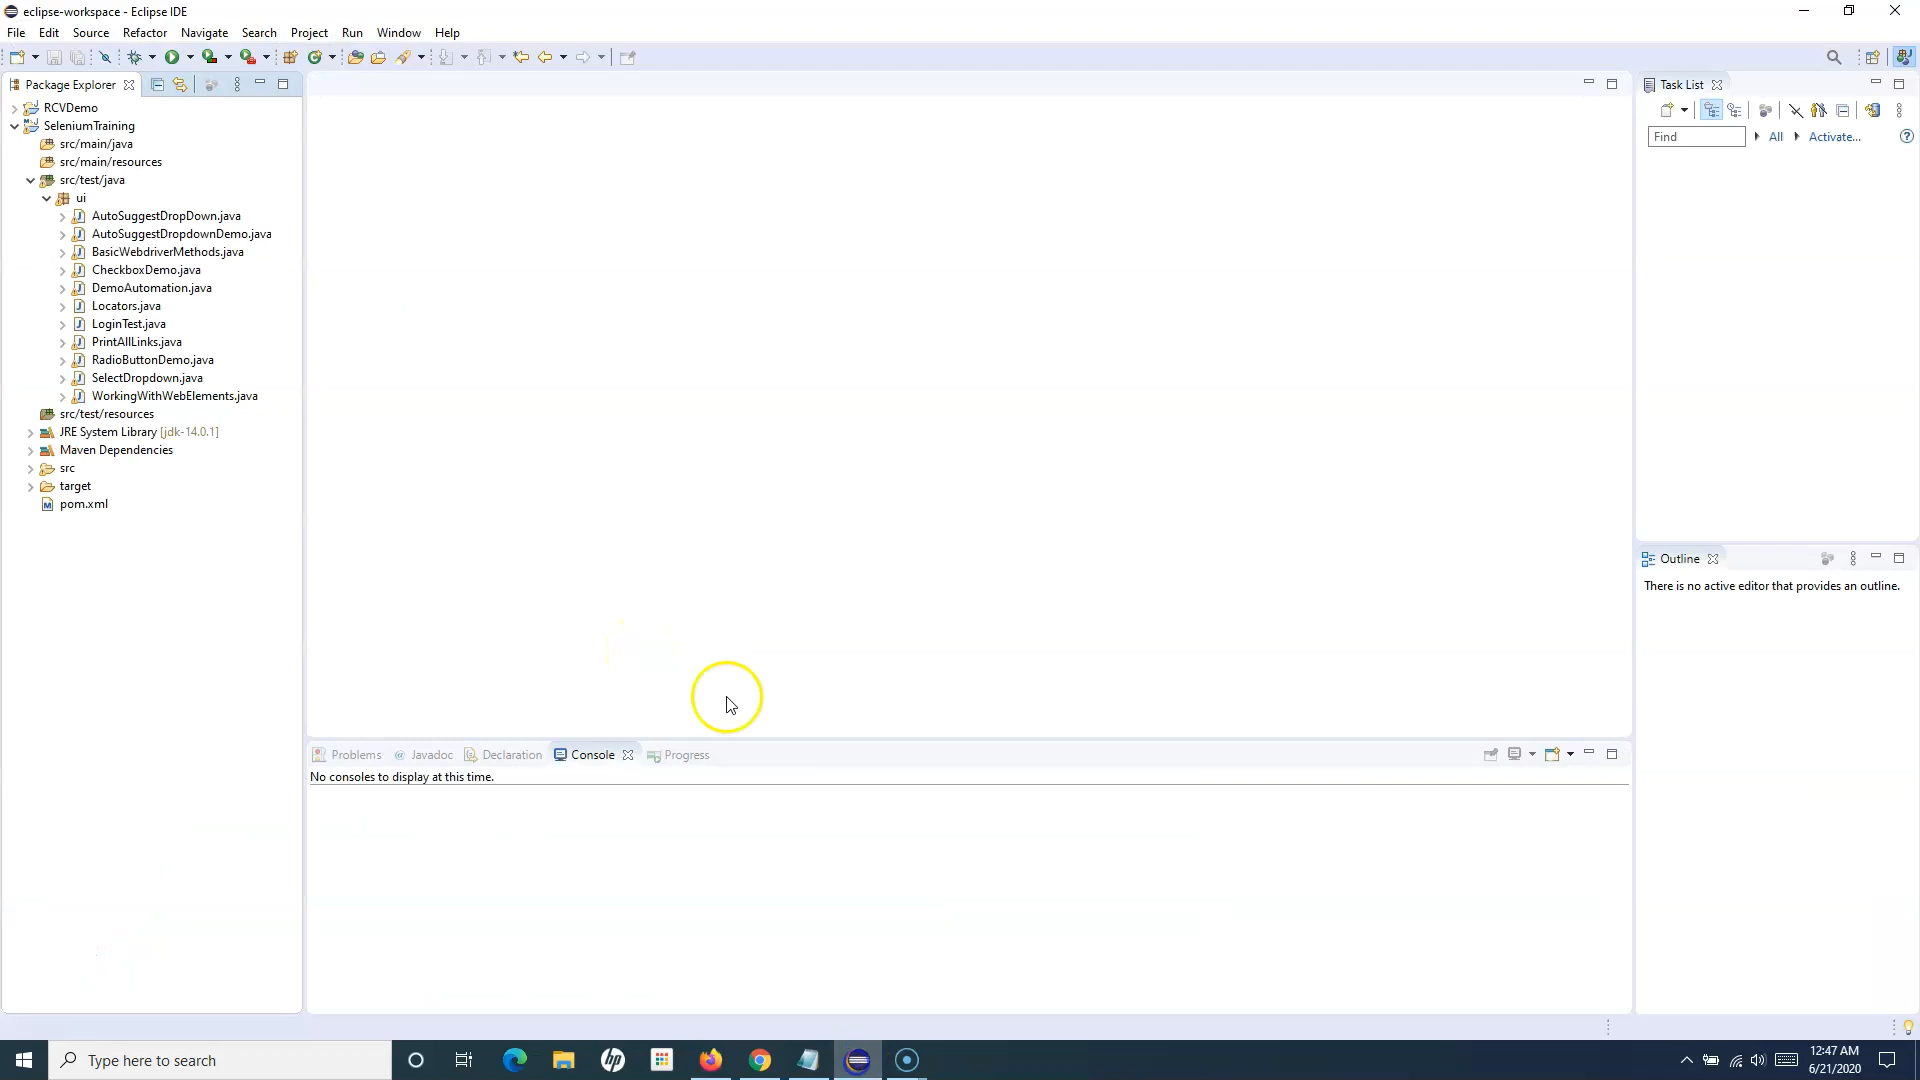 eclipse-workspace - Eclipse IDE
File Edit Source Refactor Navigate Search Project Run Window Help
Package Explorer
RCVDemo
SeleniumTraining
src/main/java
src/main/resources
src/test/java
ui
AutoSuggestDropDown.java
AutoSuggestDropdownDemo.java
BasicWebdriverMethods.java
CheckboxDemo.java
DemoAutomation.java
Locators.java
LoginTest.java
PrintAllLinks.java
RadioButtonDemo.java
SelectDropdown.java
WorkingWithWebElements.java
src/test/resources
JRE System Library [jdk-14.0.1]
Maven Dependencies
src
target
pom.xml
Problems Javadoc Declaration Console Progress
No consoles to display at this time.
Task List
Find All Activate...
Outline
There is no active editor that provides an outline.
Type here to search
12:47 AM
6/21/2020